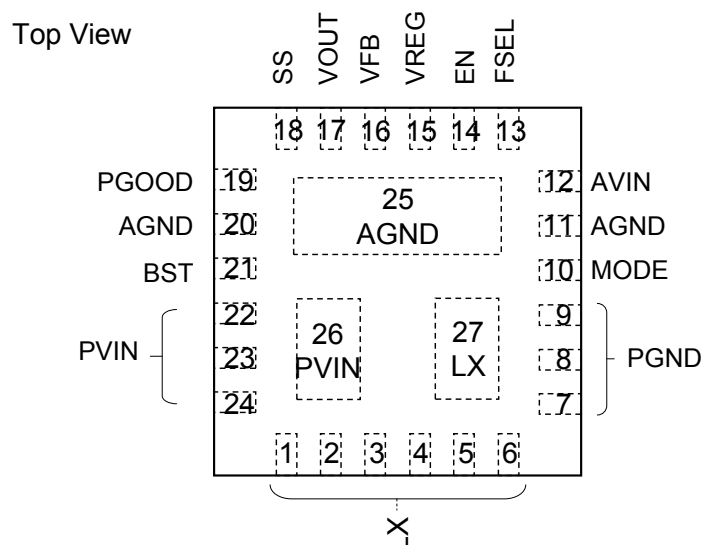 Top View
SS
VOUT
VFB
VREG
EN
FSEL
18 17 16 15 14 13
PGOOD 19
12 AVIN
25
AGND
AGND 20
11 AGND
BST 21
10 MODE
22
9
26
PVIN
27
LX
PVIN
23
8
PGND
24
7
1 2 3 4 5 6
LX